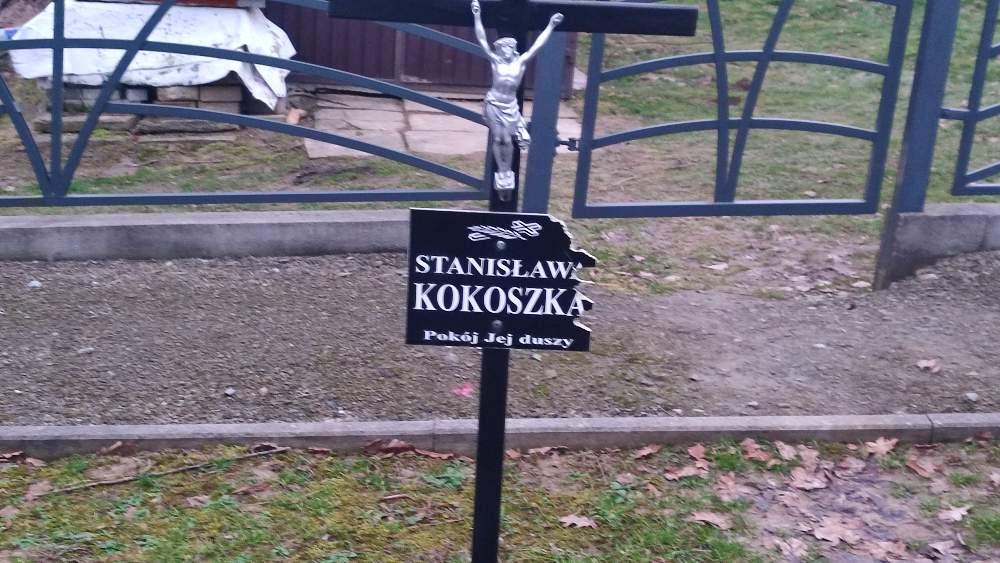 STANISŁAWA
KOKOSZKA
Pokój Jej duszy